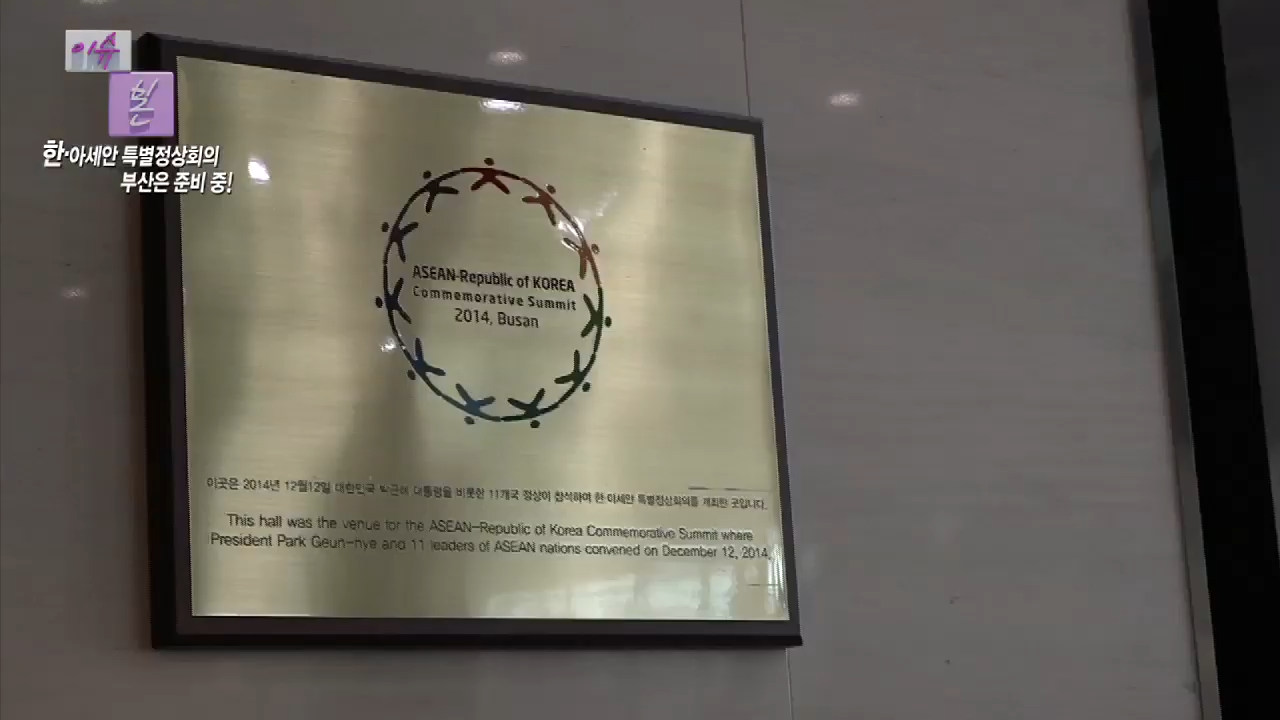 이슈
본
한·아세안 특별정상회의
부산은 준비 중!
ASEAN-Republic of KOREA
Commemorative Summit
2014, Busan
이곳은 2014년 12월12일 대한민국 박근혜 대통령을 비롯한 11개국 정상이 참석하여 한·아세안 특별정상회의를 개최한 곳입니다.
This hall was the venue for the ASEAN-Republic of Korea Commemorative Summit where
President Park Geun-hye and 11 leaders of ASEAN nations convened on December 12, 2014.